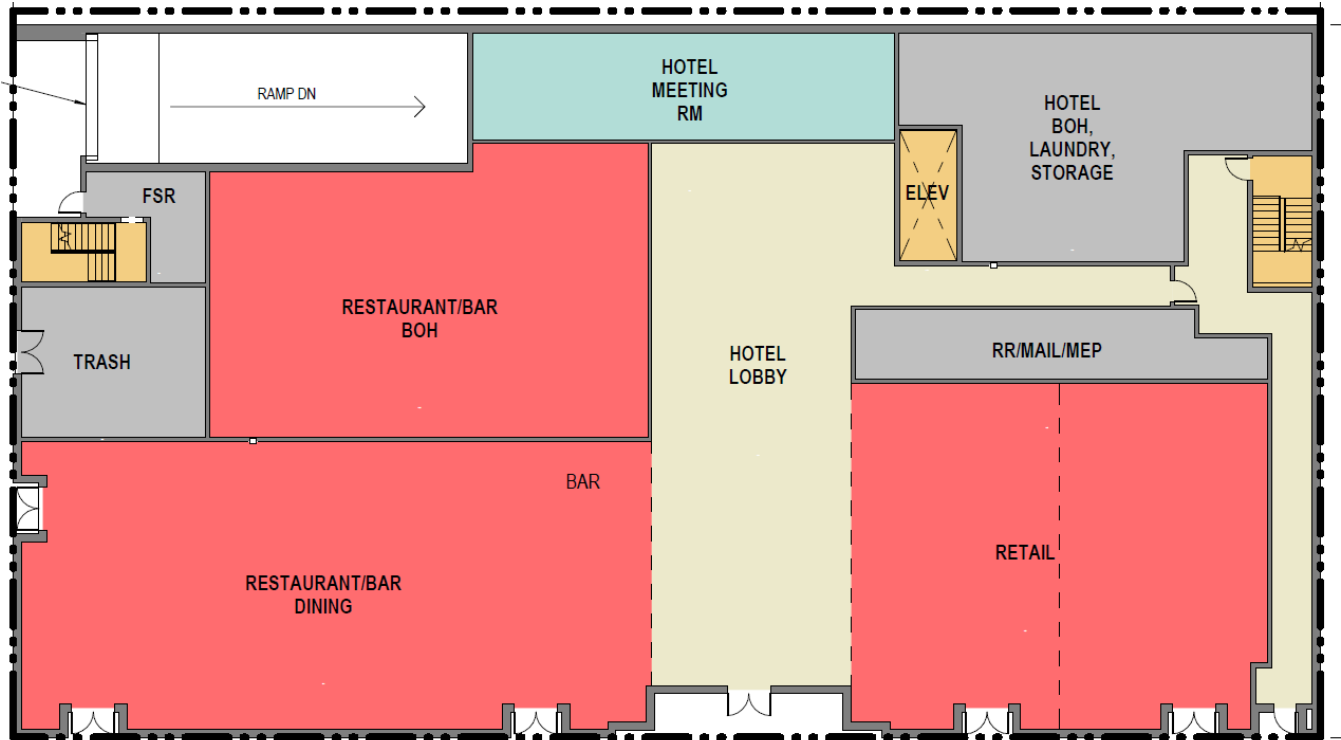 HOTEL
MEETING
RM
RAMP DN
HOTEL
BOH,
LAUNDRY,
STORAGE
FSR
ELEV
RESTAURANT/BAR
BOH
TRASH
HOTEL
LOBBY
RR/MAIL/MEP
BAR
RETAIL
RESTAURANT/BAR
DINING